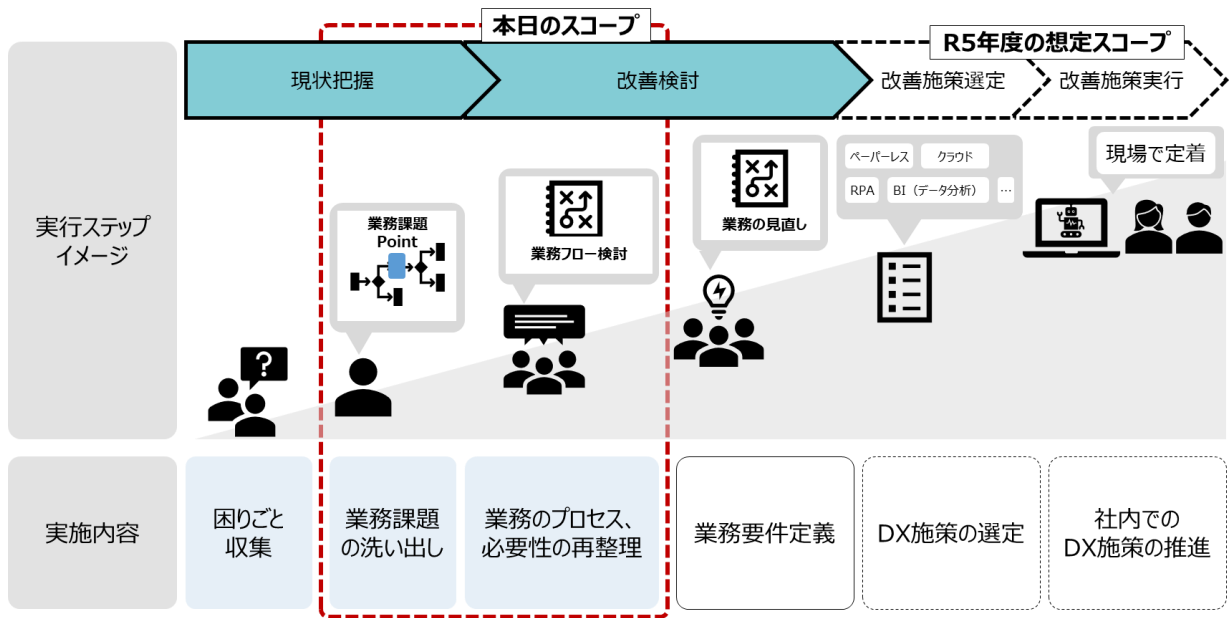 本日のスコープ
R5年度の想定スコープ
現状把握
改善検討
改善施策選定
改善施策実行
実行ステップ
イメージ
業務課題
Point
業務フロー検討
業務の見直し
ペーパーレス
クラウド
RPA
BI（データ分析）
…
現場で定着
?
実施内容
困りごと
収集
業務課題
の洗い出し
業務のプロセス、
必要性の再整理
業務要件定義
DX施策の選定
社内での
DX施策の推進